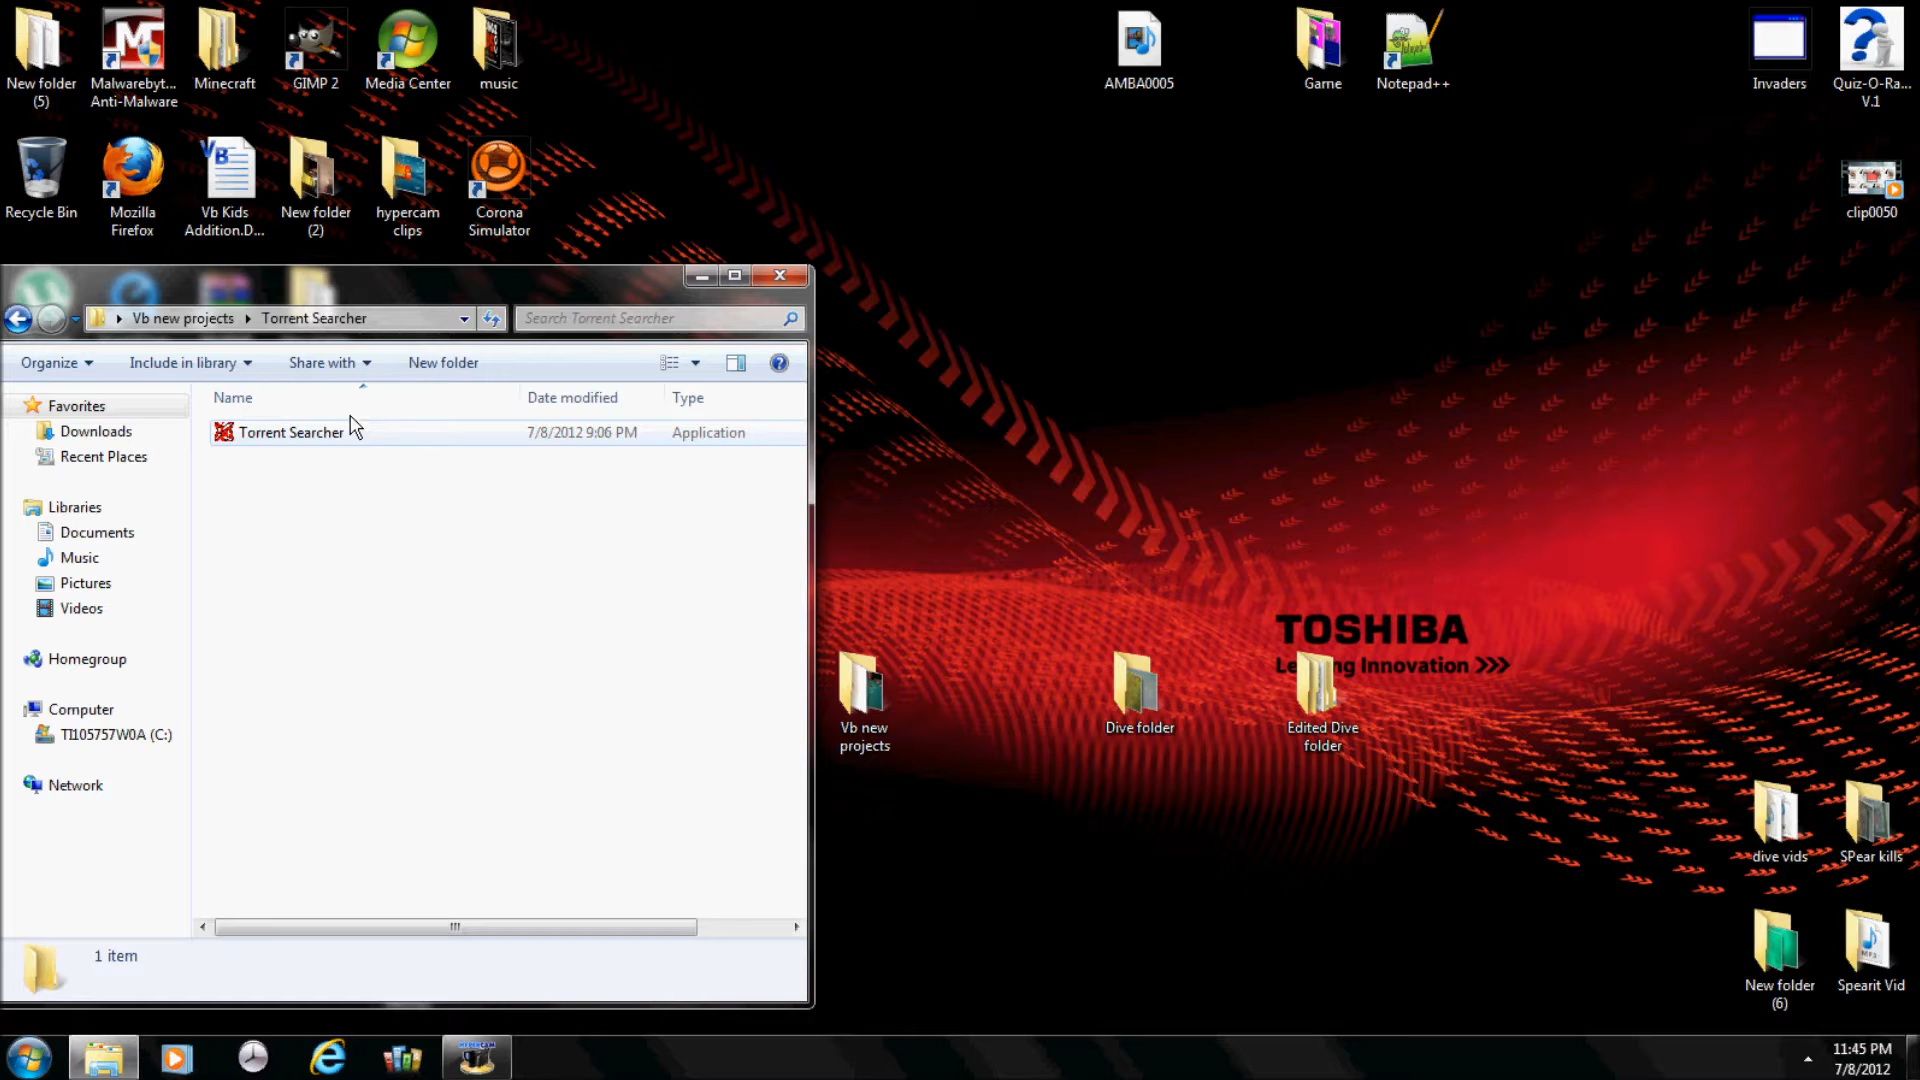 New folder
(5)
Malwarebyt...
Anti-Malware
Minecraft
GIMP 2
Media Center
music
AMBA0005
Game
Notepad++
Invaders
Quiz-O-Ra...
V.1
Recycle Bin
Mozilla
Firefox
Vb Kids
Addition.D...
New folder
(2)
hypercam
clips
Corona
Simulator
clip0050
Vb new projects
Torrent Searcher
Search Torrent Searcher
Organize
Include in library
Share with
New folder
Name
Date modified
Type
Torrent Searcher
7/8/2012 9:06 PM
Application
Favorites
Downloads
Recent Places
Libraries
Documents
Music
Pictures
Videos
Homegroup
Computer
TI105757W0A (C:)
Network
1 item
TOSHIBA
Innovation >>>
Vb new
projects
Dive folder
Edited Dive
folder
dive vids
SPear kills
New folder
(6)
Spearit Vid
MP3
HYPERCAM
11:45 PM
7/8/2012